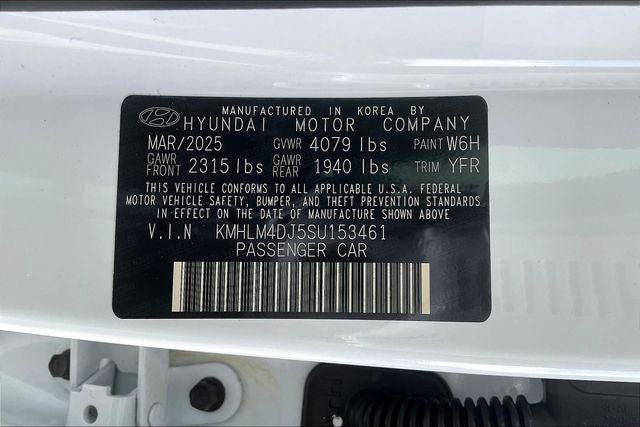 MANUFACTURED IN KOREA BY
HYUNDAI MOTOR COMPANY
MAR/2025 GVWR 4079 lbs PAINT W6H
GAWR FRONT 2315 lbs GAWR REAR 1940 lbs TRIM YFR
THIS VEHICLE CONFORMS TO ALL APPLICABLE U.S.A. FEDERAL
MOTOR VEHICLE SAFETY, BUMPER, AND THEFT PREVENTION STANDARDS
IN EFFECT ON THE DATE OF MANUFACTURE SHOWN ABOVE
V.I.N KMHLM4DJ5SU153461
PASSENGER CAR